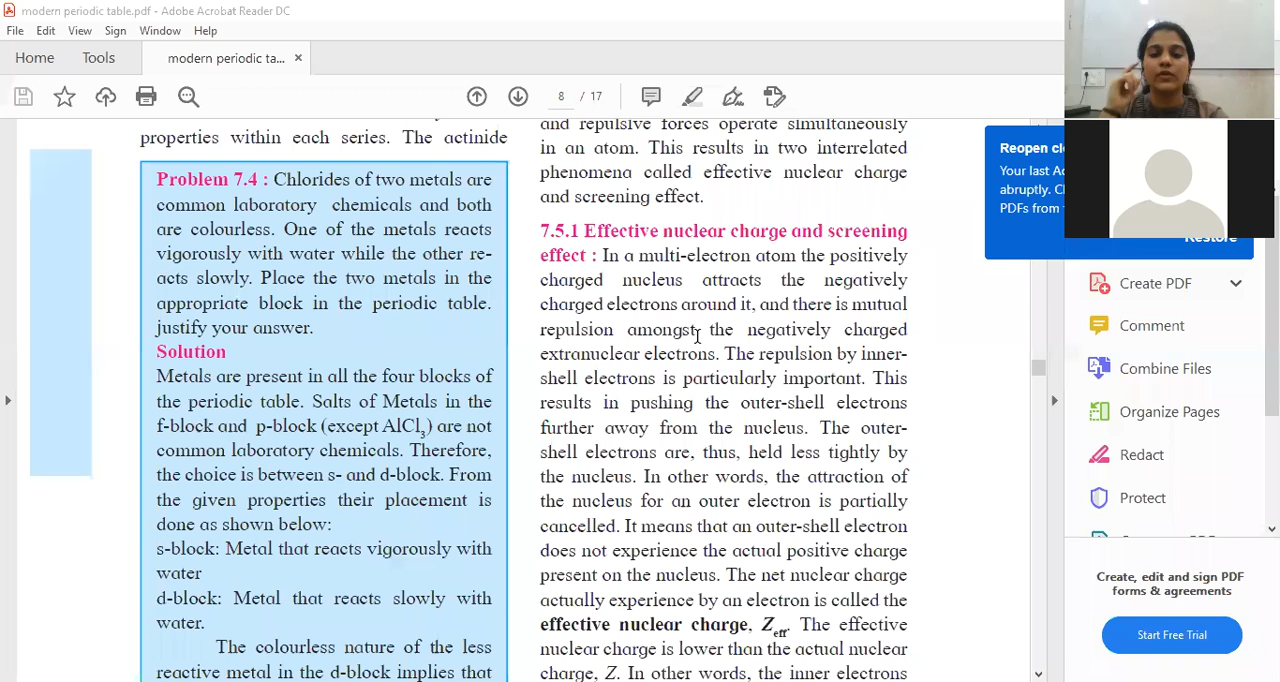 modern periodic table.pdf - Adobe Acrobat Reader DC
File Edit View Sign Window Help
Home Tools modern periodic ta... ×
8 / 17
properties within each series. The actinide
Problem 7.4 : Chlorides of two metals are
common laboratory chemicals and both
are colourless. One of the metals reacts
vigorously with water while the other re-
acts slowly. Place the two metals in the
appropriate block in the periodic table.
justify your answer.
Solution
Metals are present in all the four blocks of
the periodic table. Salts of Metals in the
f-block and p-block (except AlCl₃) are not
common laboratory chemicals. Therefore,
the choice is between s- and d-block. From
the given properties their placement is
done as shown below:
s-block: Metal that reacts vigorously with
water
d-block: Metal that reacts slowly with
water.
The colourless nature of the less
reactive metal in the d-block implies that
and repulsive forces operate simultaneously
in an atom. This results in two interrelated
phenomena called effective nuclear charge
and screening effect.
7.5.1 Effective nuclear charge and screening
effect : In a multi-electron atom the positively
charged nucleus attracts the negatively
charged electrons around it, and there is mutual
repulsion amongst the negatively charged
extranuclear electrons. The repulsion by inner-
shell electrons is particularly important. This
results in pushing the outer-shell electrons
further away from the nucleus. The outer-
shell electrons are, thus, held less tightly by
the nucleus. In other words, the attraction of
the nucleus for an outer electron is partially
cancelled. It means that an outer-shell electron
does not experience the actual positive charge
present on the nucleus. The net nuclear charge
actually experience by an electron is called the
effective nuclear charge, Zeff. The effective
nuclear charge is lower than the actual nuclear
charge, Z. In other words, the inner electrons
Reopen cl
Your last Ac
abruptly. Cl
PDFs from
Restore
Create PDF
Comment
Combine Files
Organize Pages
Redact
Protect
Create, edit and sign PDF
forms & agreements
Start Free Trial